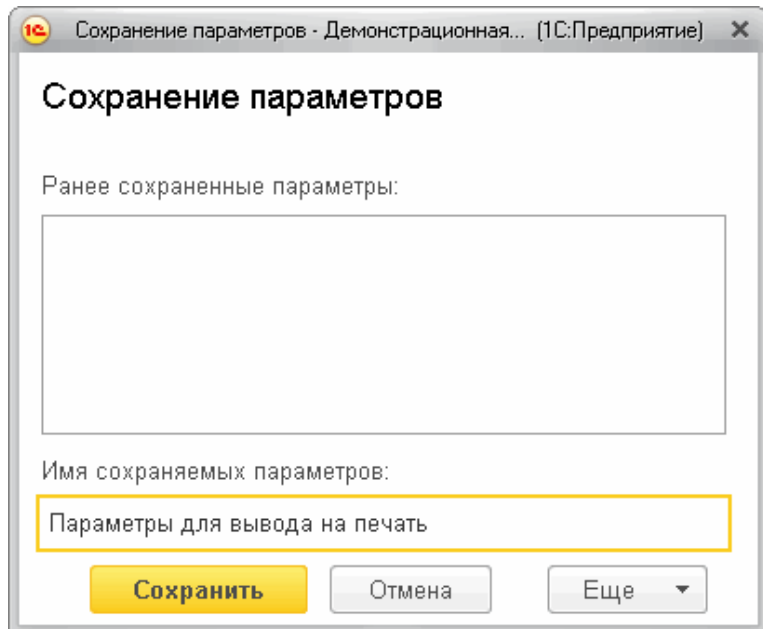 1С Сохранение параметров - Демонстрационная... (1С:Предприятие)
Сохранение параметров
Ранее сохраненные параметры:
Имя сохраняемых параметров:
Параметры для вывода на печать
Сохранить Отмена Еще